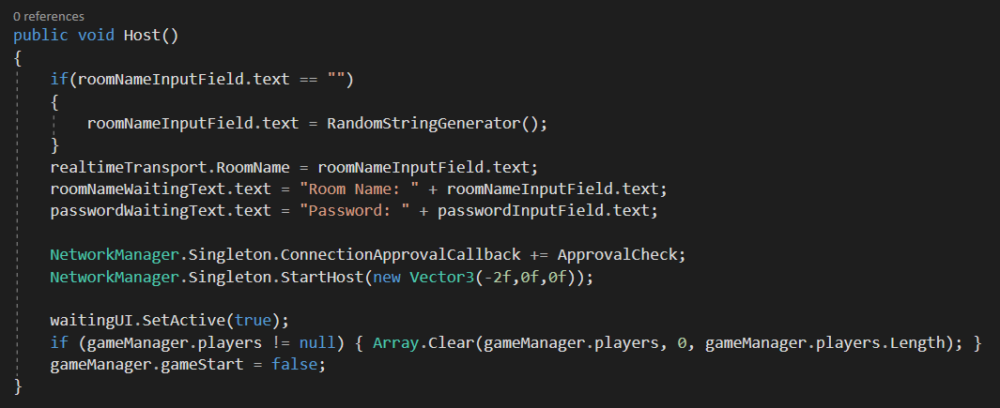 0 references
public void Host()
{
if(roomNameInputField.text == "")
{
roomNameInputField.text = RandomStringGenerator();
}
realtimeTransport.RoomName = roomNameInputField.text;
roomNameWaitingText.text = "Room Name: " + roomNameInputField.text;
passwordWaitingText.text = "Password: " + passwordInputField.text;
NetworkManager.Singleton.ConnectionApprovalCallback += ApprovalCheck;
NetworkManager.Singleton.StartHost(new Vector3(-2f,0f,0f));
waitingUI.SetActive(true);
if (gameManager.players != null) { Array.Clear(gameManager.players, 0, gameManager.players.Length); }
gameManager.gameStart = false;
}